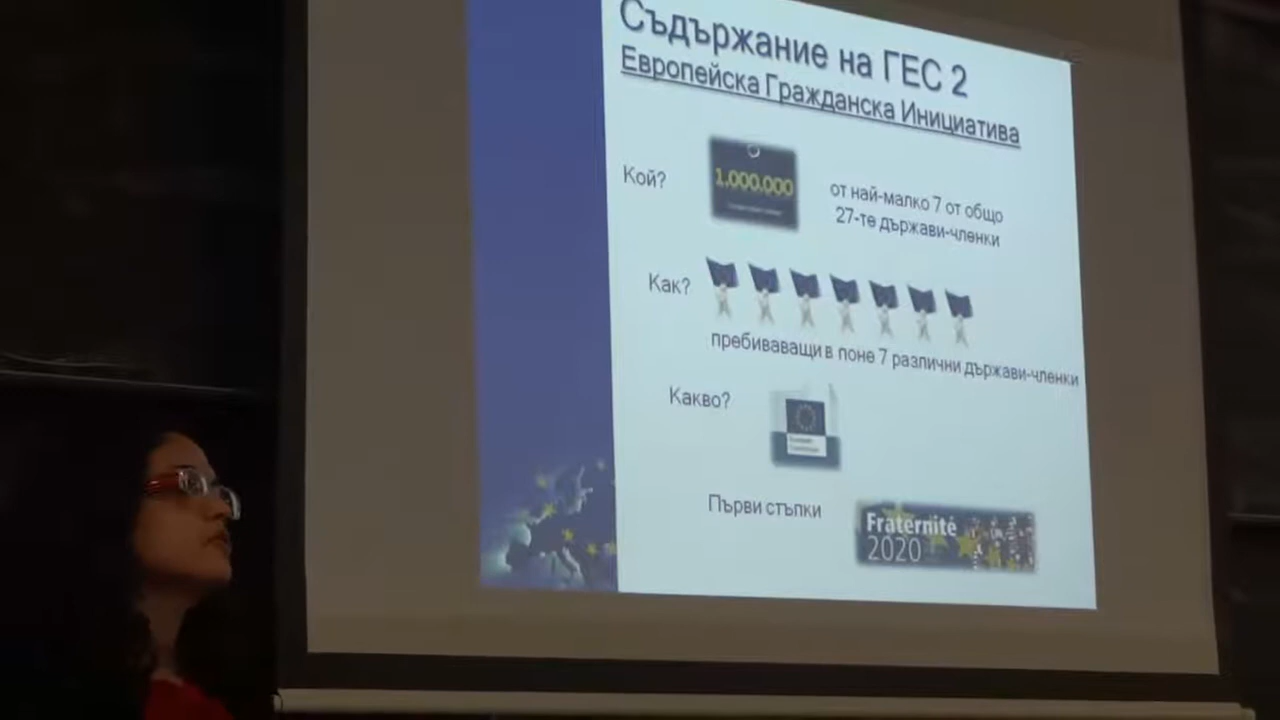 Съдържание на ГЕС 2
Европейска Гражданска Инициатива
Кой?
1.000.000
от най-малко 7 от общо
27-те държави-членки
Как?
пребиваващи в поне 7 различни държави-членки
Какво?
Първи стъпки
Fraternité
2020